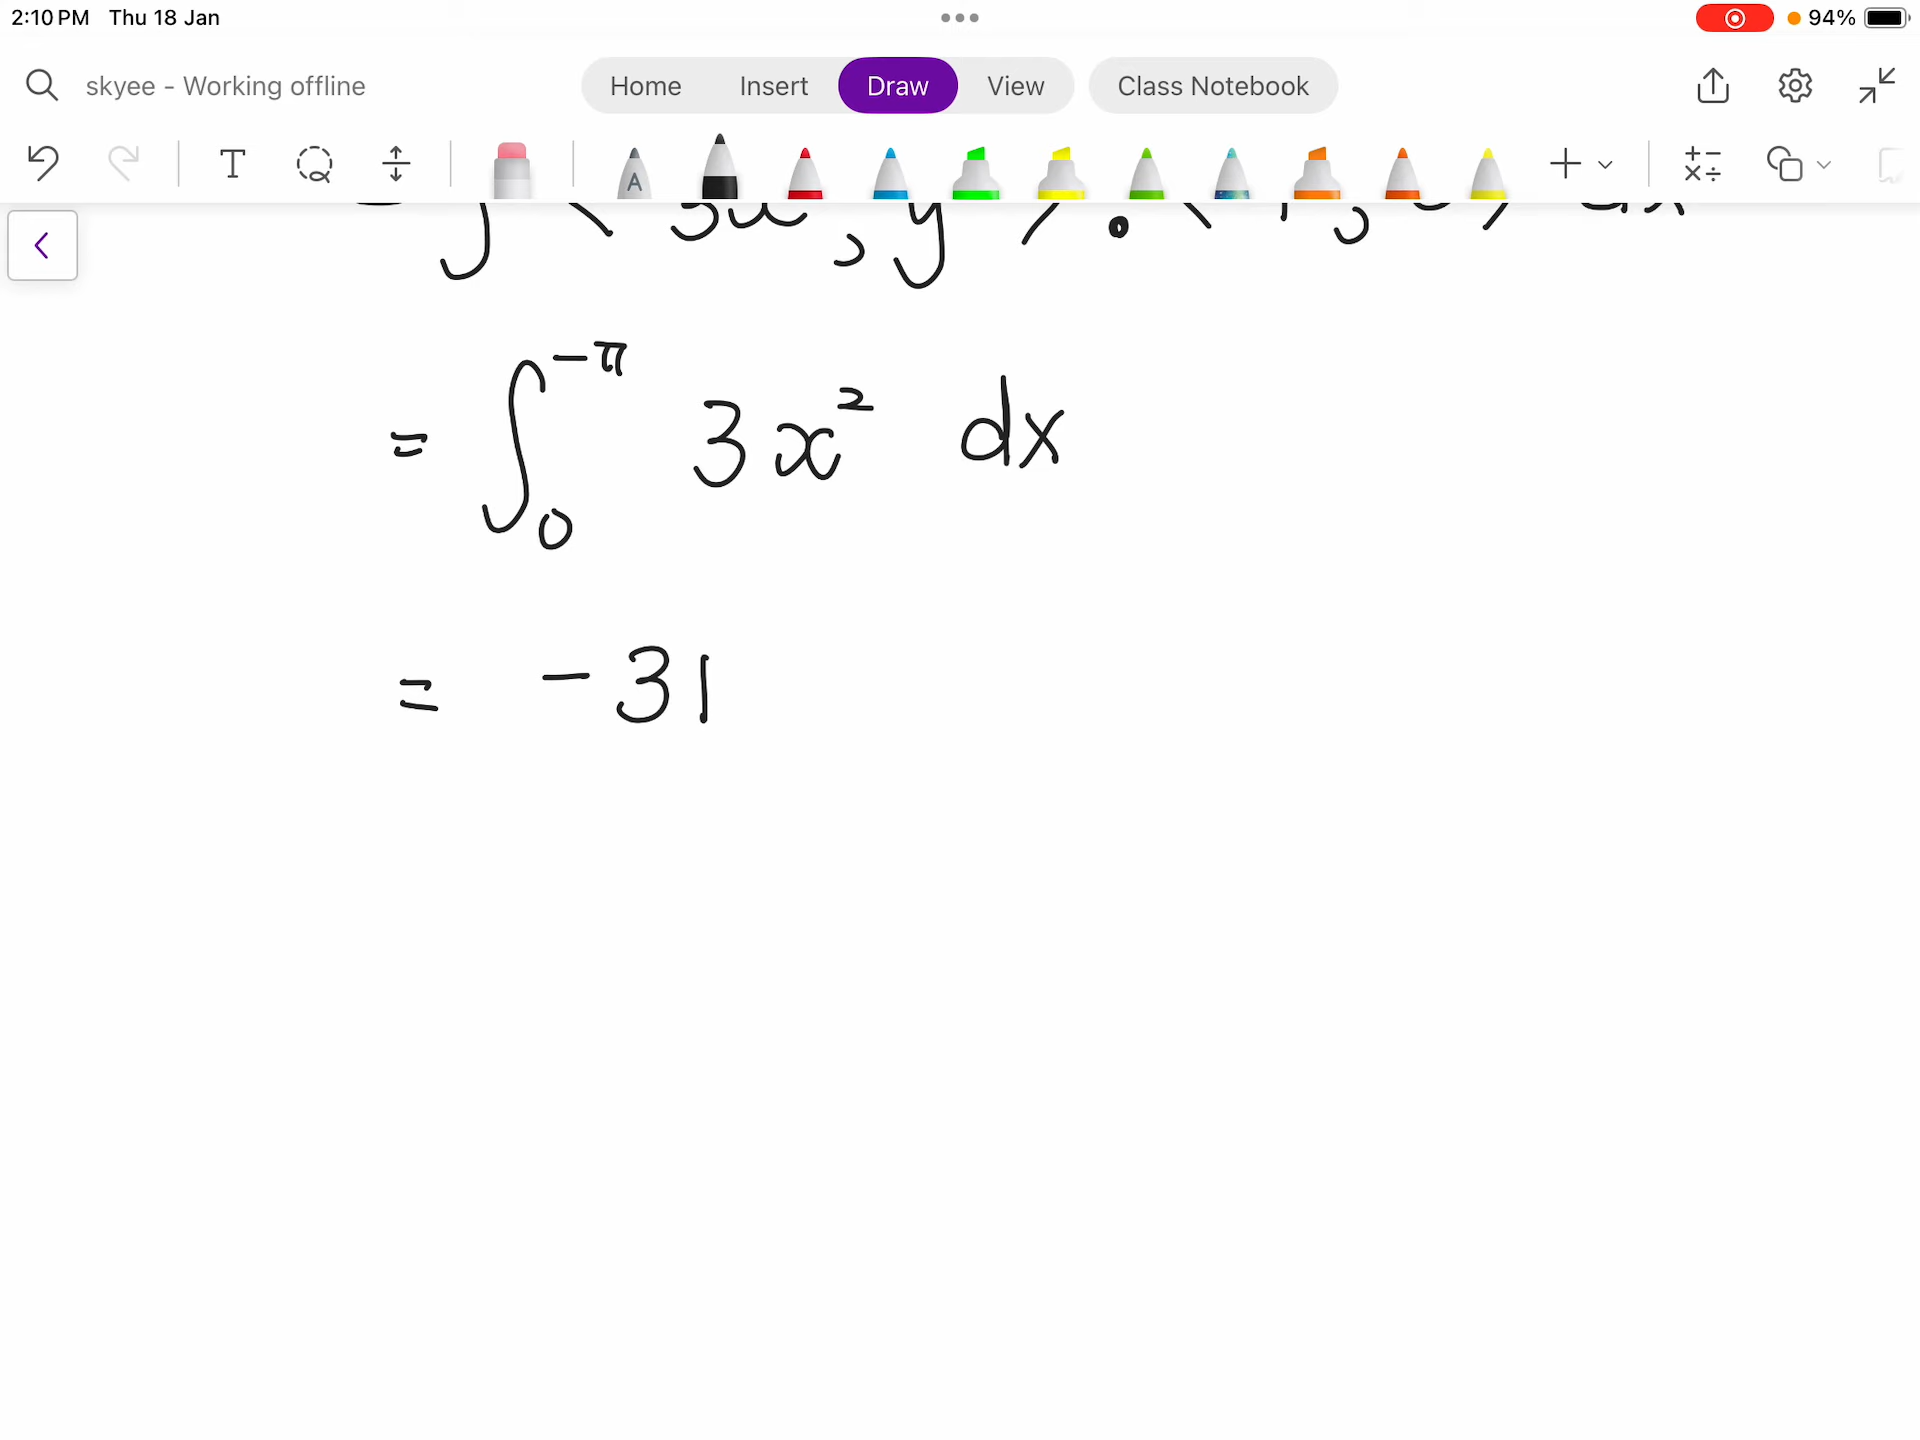 2:10 PM Thu 18 Jan 94%
skyee - Working offline Home Insert Draw View Class Notebook
T A
= ∫₀^{-π} 3x² dx
= -31